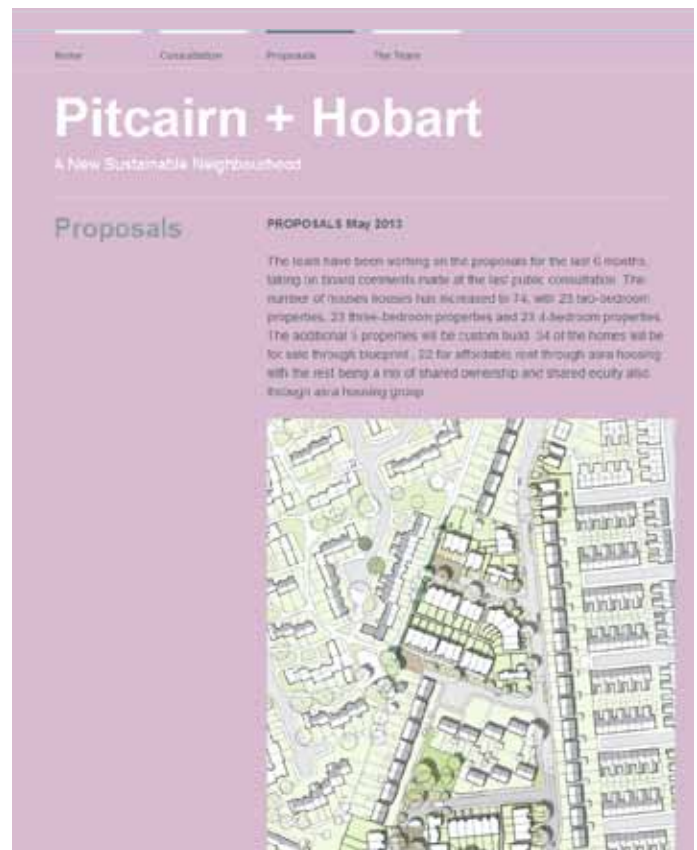 Home Consultation Proposals The Team
Pitcairn + Hobart
A New Sustainable Neighbourhood
Proposals
PROPOSALS May 2013
The team have been working on the proposals for the last 6 months,
taking on board comments made at the last public consultation. The
number of houses houses has increased to 74, with 23 two-bedroom
properties, 23 three-bedroom properties and 23 4-bedroom properties.
The additional 5 properties will be custom build. 34 of the homes will be
for sale through blueprint , 22 for affordable rent through asra housing
with the rest being a mix of shared ownership and shared equity also
through asra housing group